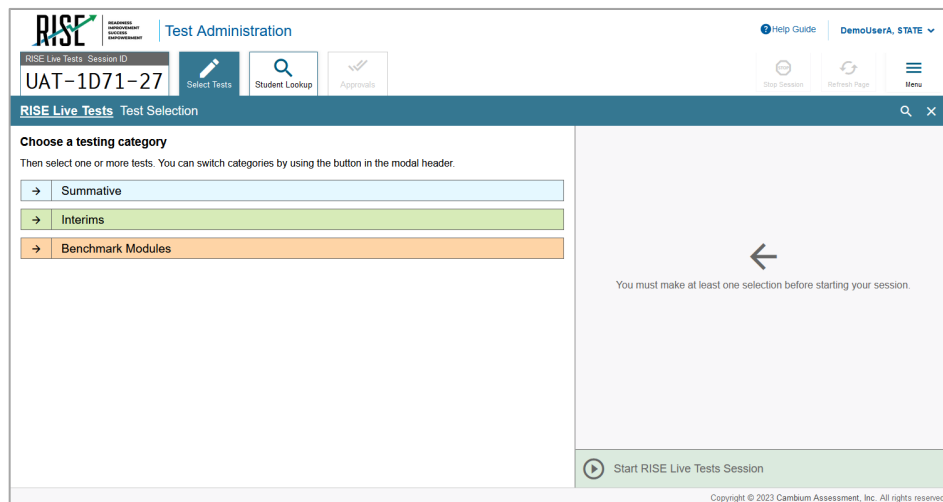 RISE
READINESS
IMPROVEMENT
SUCCESS
EMPOWERMENT
Test Administration
Help Guide
DemoUserA, STATE
RISE Live Tests Session ID
UAT-1D71-27
Select Tests
Student Lookup
Approvals
STOP
Stop Session
Refresh Page
Menu
RISE Live Tests Test Selection
Choose a testing category
Then select one or more tests. You can switch categories by using the button in the modal header.
Summative
Interims
Benchmark Modules
You must make at least one selection before starting your session.
Start RISE Live Tests Session
Copyright © 2023 Cambium Assessment, Inc. All rights reserved